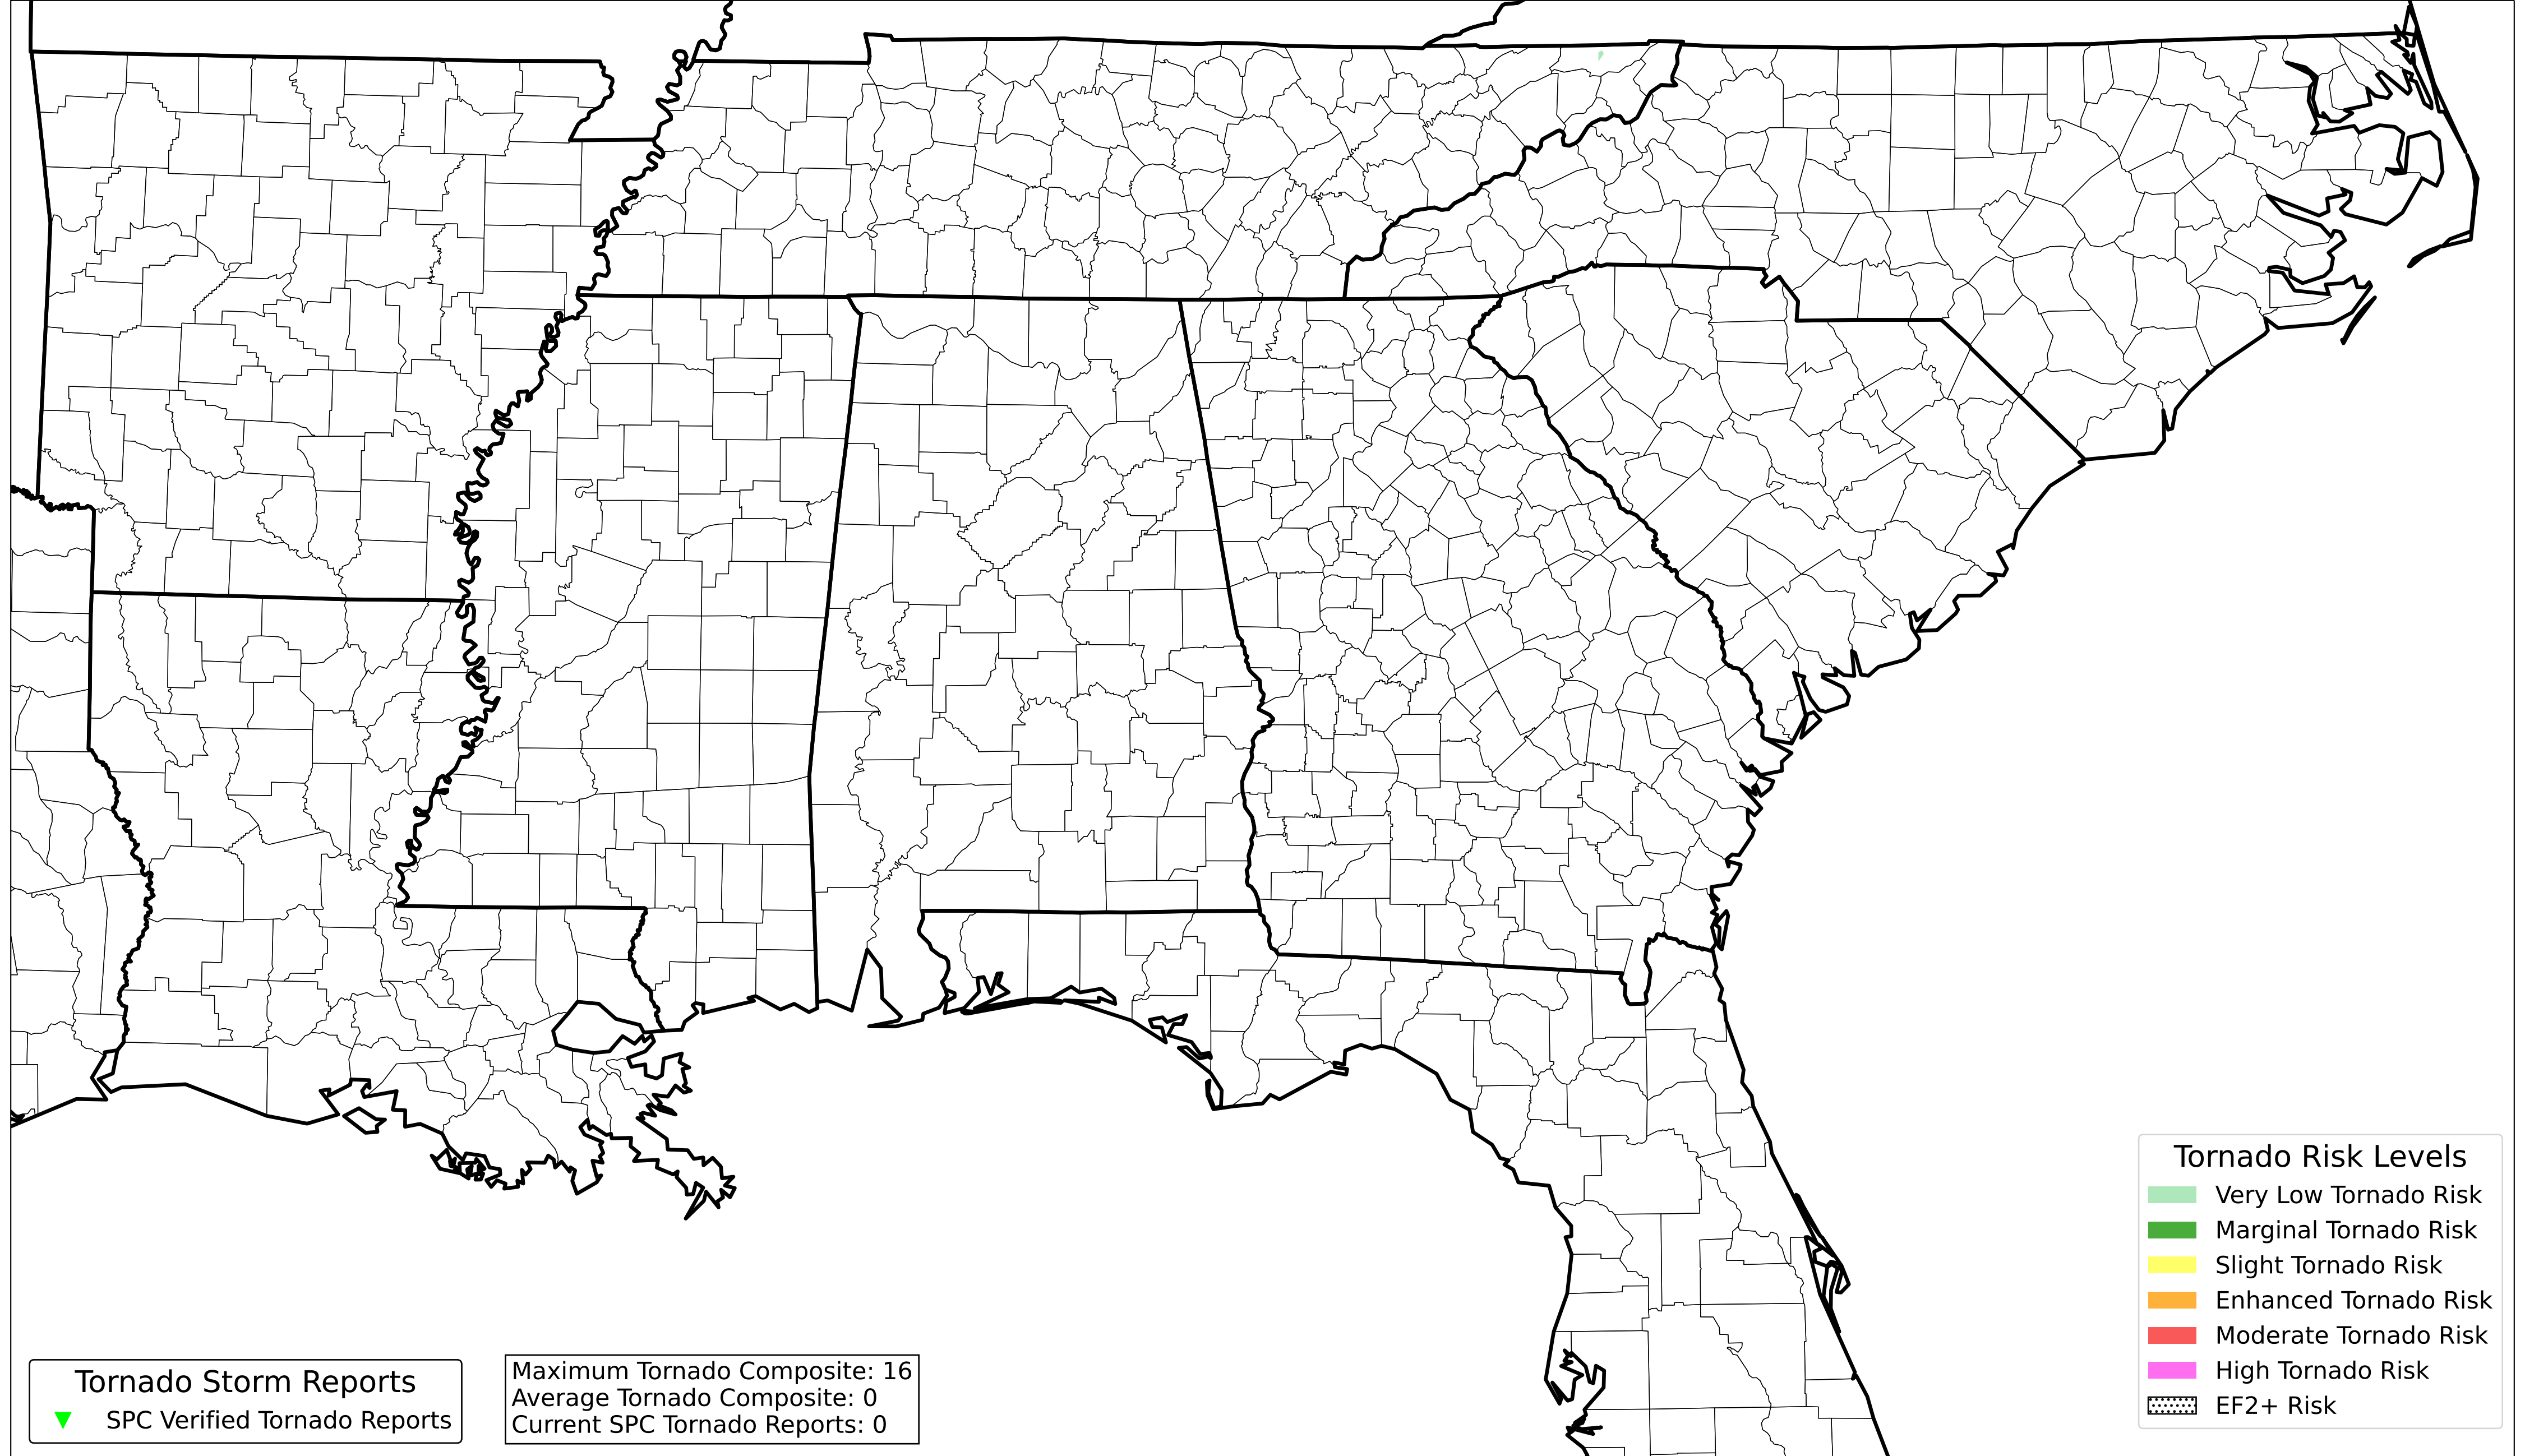 Tornado Risk Levels
Very Low Tornado Risk
Marginal Tornado Risk
Slight Tornado Risk
Enhanced Tornado Risk
Moderate Tornado Risk
High Tornado Risk
EF2+ Risk
Tornado Storm Reports
SPC Verified Tornado Reports
Maximum Tornado Composite: 16
Average Tornado Composite: 0
Current SPC Tornado Reports: 0